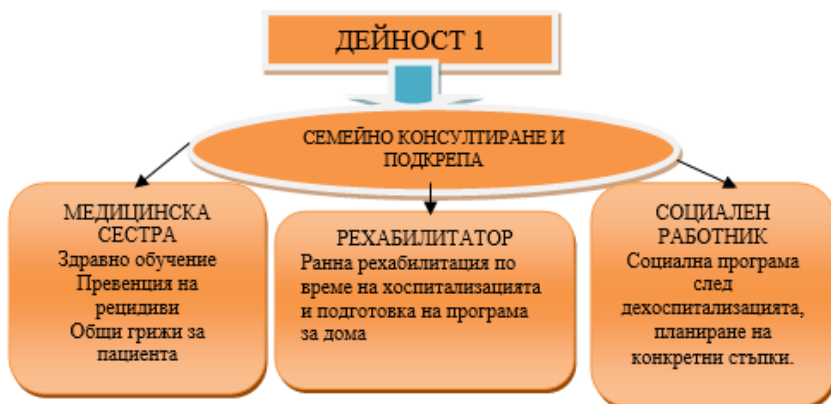 ДЕЙНОСТ 1
СЕМЕЙНО КОНСУЛТИРАНЕ И
ПОДКРЕПА
МЕДИЦИНСКА
СЕСТРА
Здравно обучение
Превенция на
рецидиви
Общи грижи за
пациента
РЕХАБИЛИТАТОР
Ранна рехабилитация по
време на хоспитализацията
и подготовка на програма
за дома
СОЦИАЛЕН
РАБОТНИК
Социална програма
след
дехоспитализацията,
планиране на
конкретни стъпки.